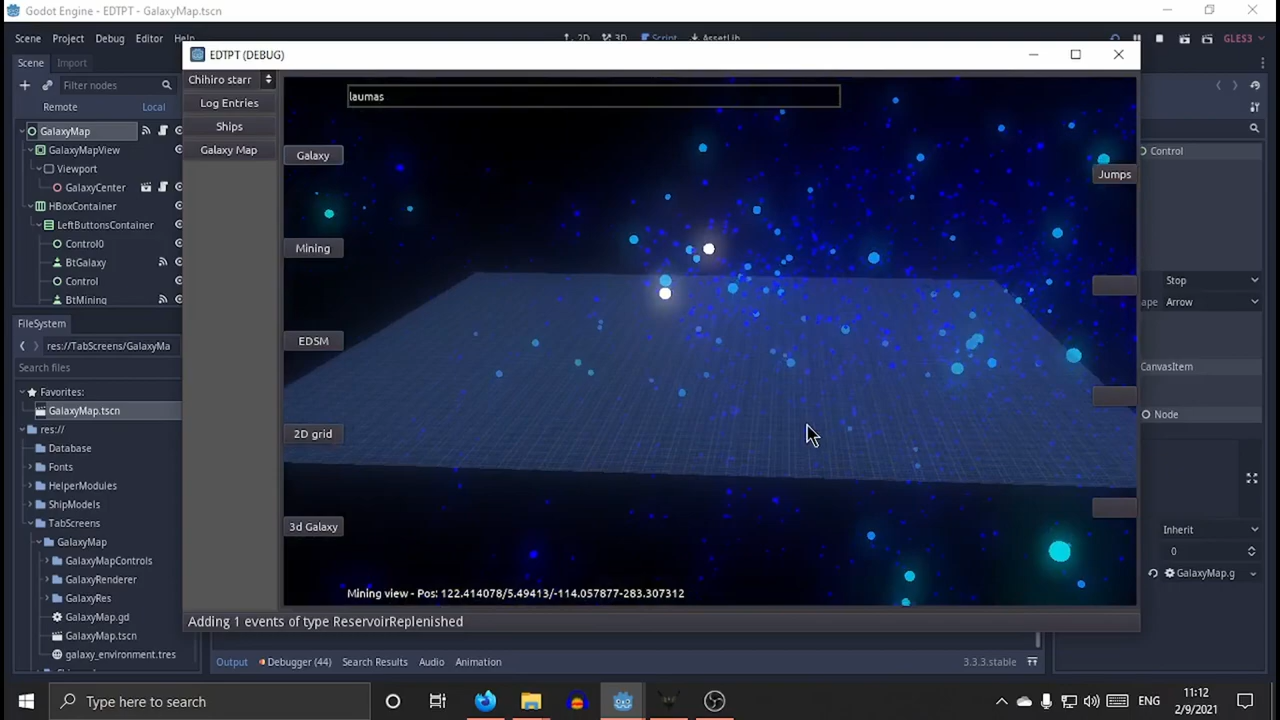 Godot Engine - EDTPT - GalaxyMap.tscn
Scene Project Debug Editor Help
2D 3D Script AssetLib
GLES3
EDTPT (DEBUG)
Scene Import
Filter nodes
Remote Local
GalaxyMap
GalaxyMapView
Viewport
GalaxyCenter
HBoxContainer
LeftButtonsContainer
Control0
BtGalaxy
Control
BtMining
FileSystem
res://TabScreens/GalaxyMa
Search files
Favorites:
GalaxyMap.tscn
res://
Database
Fonts
HelperModules
ShipModels
TabScreens
GalaxyMap
GalaxyMapControls
GalaxyRenderer
GalaxyRes
GalaxyMap.gd
GalaxyMap.tscn
galaxy_environment.tres
Chihiro starr
Log Entries
Ships
Galaxy Map
laumas
Galaxy
Mining
EDSM
2D grid
3d Galaxy
Jumps
Mining view - Pos: 122.414078/5.49413/-114.057877-283.307312
Adding 1 events of type ReservoirReplenished
Control
Stop
ape Arrow
CanvasItem
Node
Inherit
0
GalaxyMap.g
Output Debugger (44) Search Results Audio Animation
3.3.3.stable
Type here to search
ENG
11:12
2/9/2021